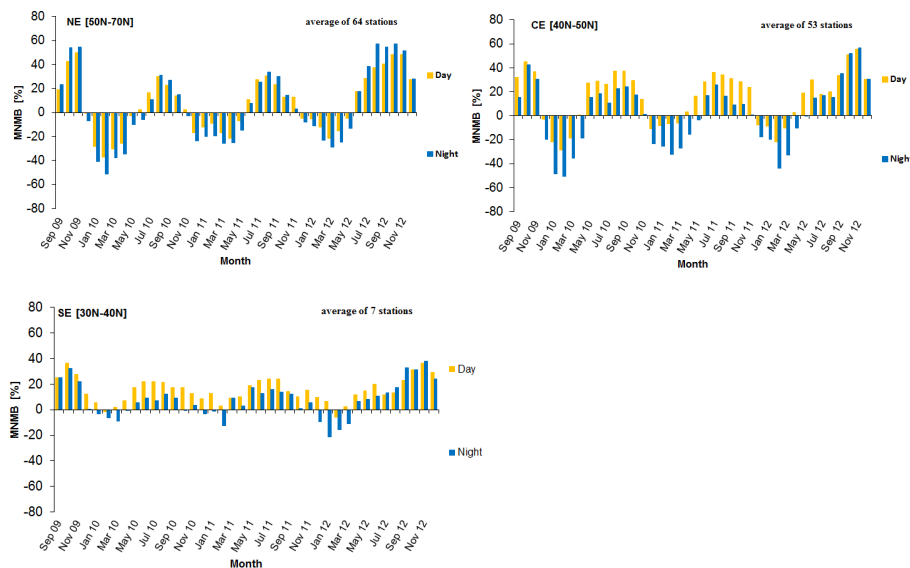 NE [50N-70N]
average of 64 stations
80
60
40
20
0
-20
-40
-60
-80
MNMB [%]
Day
Night
Sep 09
Nov 09
Jan 10
Mar 10
May 10
Jul 10
Sep 10
Nov 10
Jan 11
Mar 11
May 11
Jul 11
Sep 11
Nov 11
Jan 12
Mar 12
May 12
Jul 12
Sep 12
Nov 12
Month
CE [40N-50N]
average of 53 stations
80
60
40
20
0
-20
-40
-60
-80
MNMB [%]
Day
Nigh
Sep 09
Nov 09
Jan 10
Mar 10
May 10
Jul 10
Sep 10
Nov 10
Jan 11
Mar 11
May 11
Jul 11
Sep 11
Nov 11
Jan 12
Mar 12
May 12
Jul 12
Sep 12
Nov 12
Month
SE [30N-40N]
average of 7 stations
80
60
40
20
0
-20
-40
-60
-80
MNMB [%]
Day
Night
Sep 09
Nov 09
Jan 10
Mar 10
May 10
Jul 10
Sep 10
Nov 10
Jan 11
Mar 11
May 11
Jul 11
Sep 11
Nov 11
Jan 12
Mar 12
May 12
Jul 12
Sep 12
Nov 12
Month